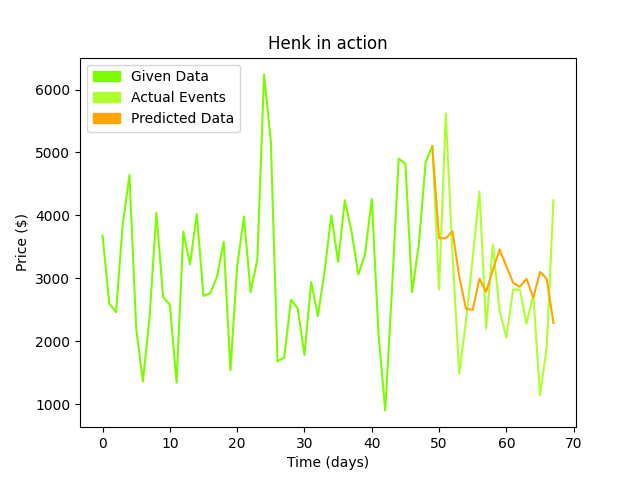 Henk in action
Given Data
Actual Events
Predicted Data
6000
5000
4000
3000
2000
1000
Price ($)
0 10 20 30 40 50 60 70
Time (days)